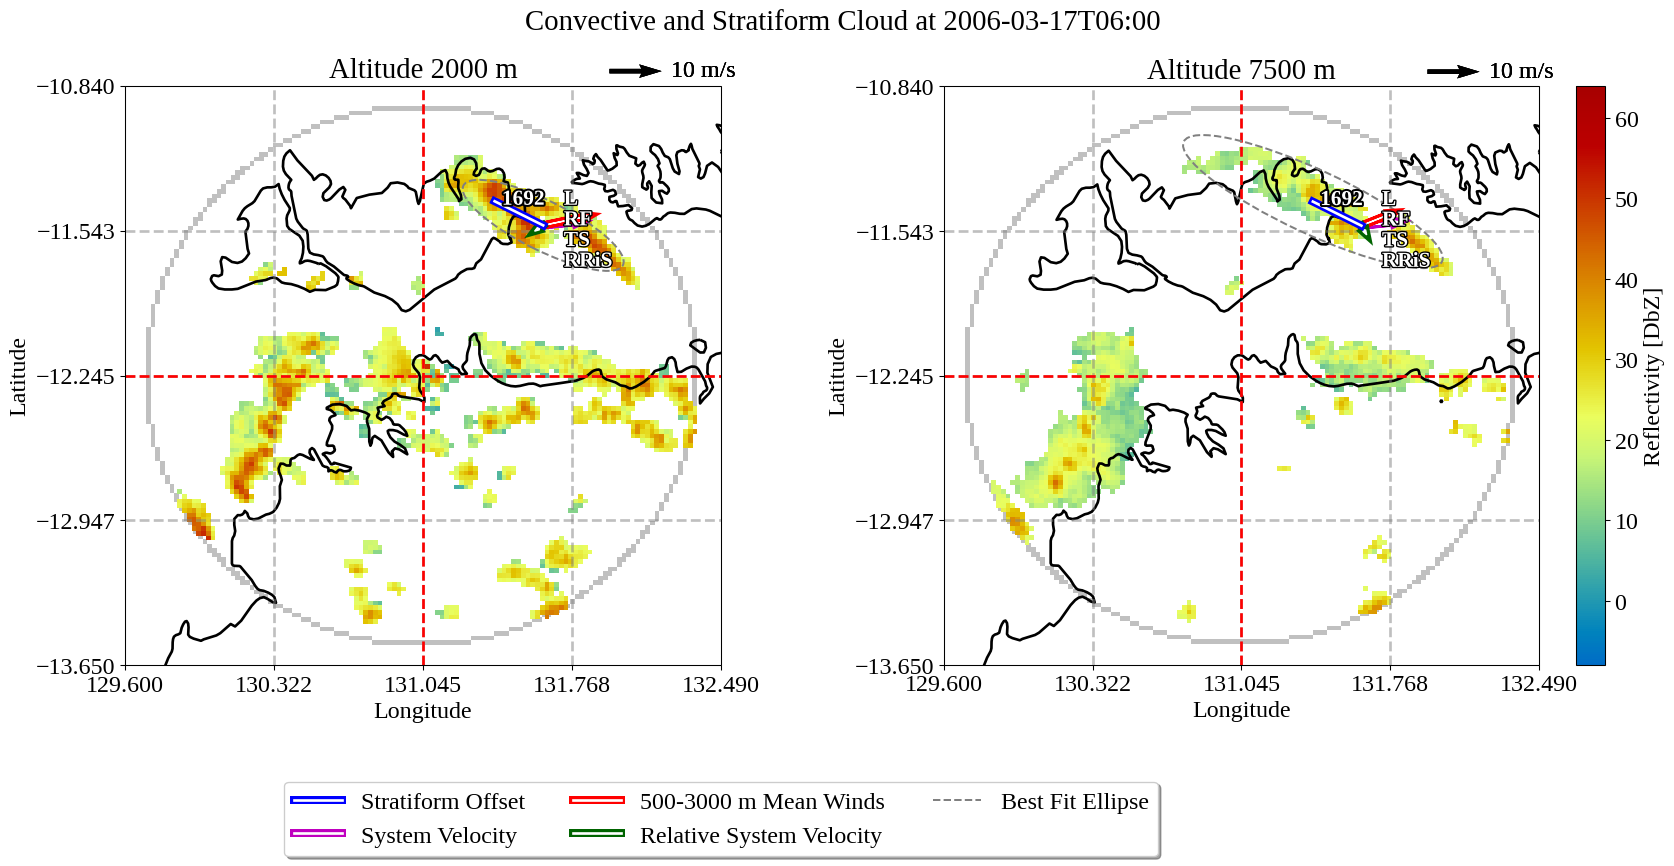 Convective and Stratiform Cloud at 2006-03-17T06:00
Altitude 2000 m
10 m/s
Altitude 7500 m
10 m/s
−10.840
−11.543
−12.245
−12.947
−13.650
129.600 130.322 131.045 131.768 132.490
Longitude
Latitude
1692
L
RF
TS
RRiS
−10.840
−11.543
−12.245
−12.947
−13.650
129.600 130.322 131.045 131.768 132.490
Longitude
Latitude
1692
L
RF
TS
RRiS
60
50
40
30
20
10
0
Reflectivity [DbZ]
Stratiform Offset
System Velocity
500-3000 m Mean Winds
Relative System Velocity
Best Fit Ellipse